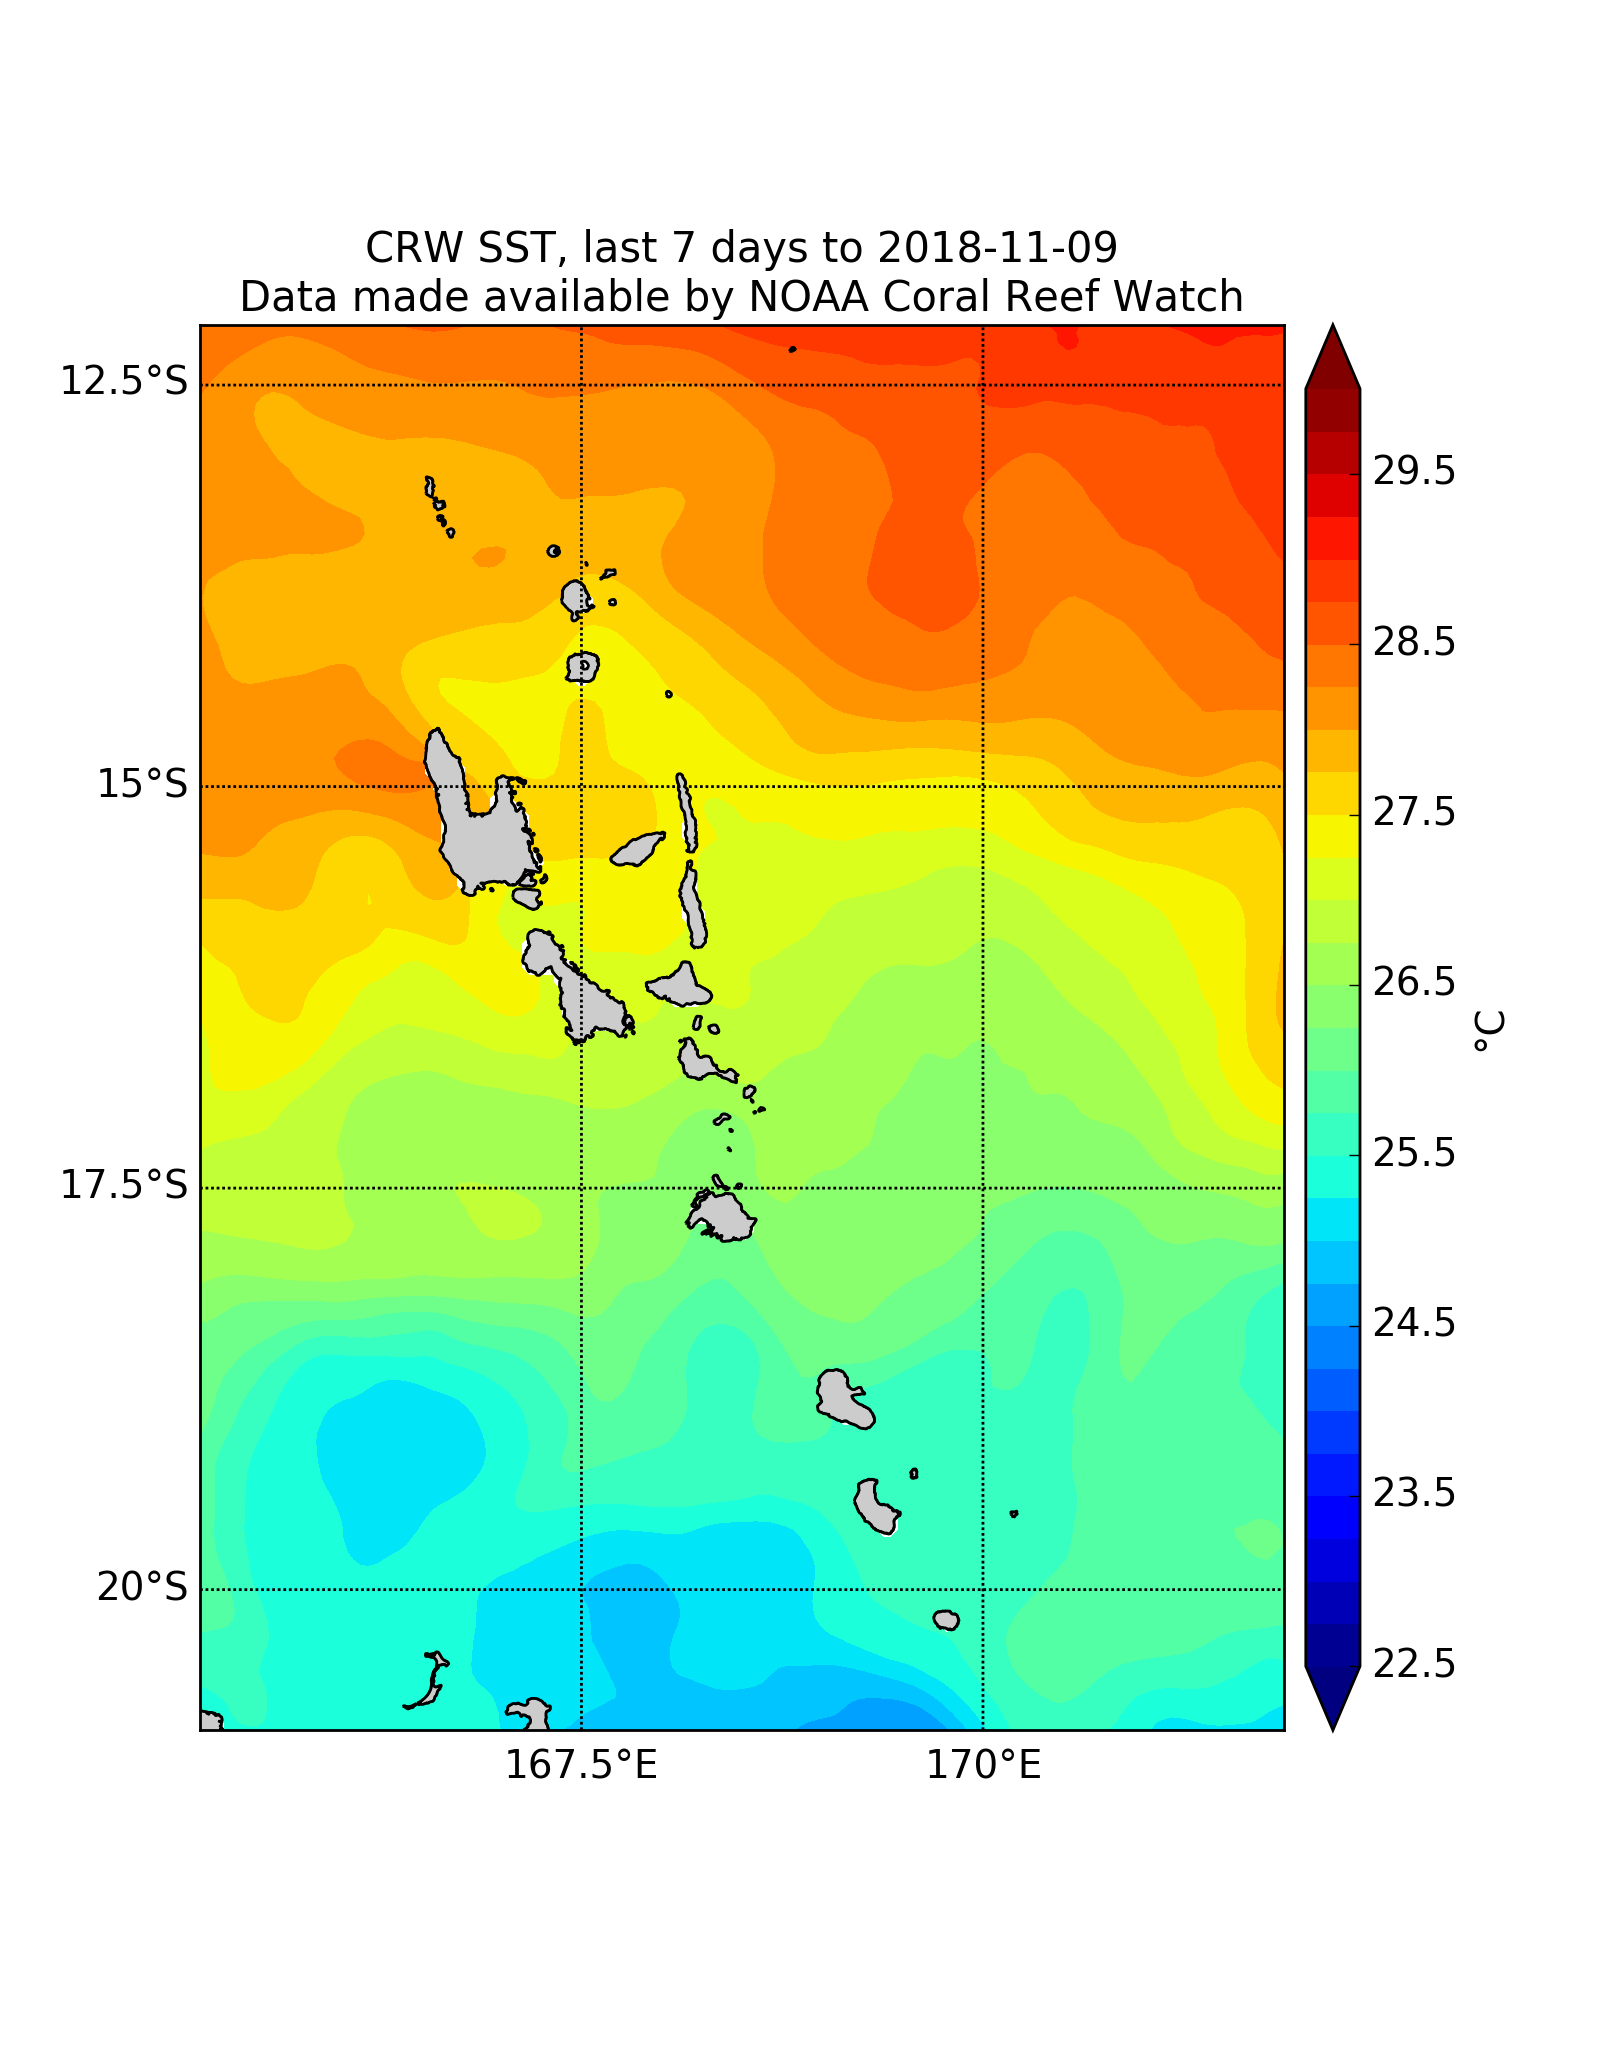 CRW SST, last 7 days to 2018-11-09
Data made available by NOAA Coral Reef Watch
12.5°S
15°S
17.5°S
20°S
167.5°E
170°E
29.5
28.5
27.5
26.5
25.5
24.5
23.5
22.5
°C